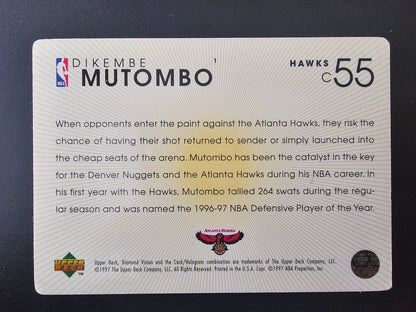 DIKEMBE 1 HAWKS
MUTOMBO C 55
When opponents enter the paint against the Atlanta Hawks, they risk the
chance of having their shot returned to sender or simply launched into
the cheap seats of the arena. Mutombo has been the catalyst in the key
for the Denver Nuggets and the Atlanta Hawks during his NBA career. In
his first year with the Hawks, Mutombo tallied 264 swats during the regu-
lar season and was named the 1996-97 NBA Defensive Player of the Year.
ATLANTA HAWKS
UPPER
DECK
TM
Upper Deck, Diamond Vision and the Card/Hologram combination are trademarks of The Upper Deck Company, LLC.
©1997 The Upper Deck Company, LLC. All Rights Reserved. Printed in the U.S.A. Copr. ©1997 NBA Properties, Inc.